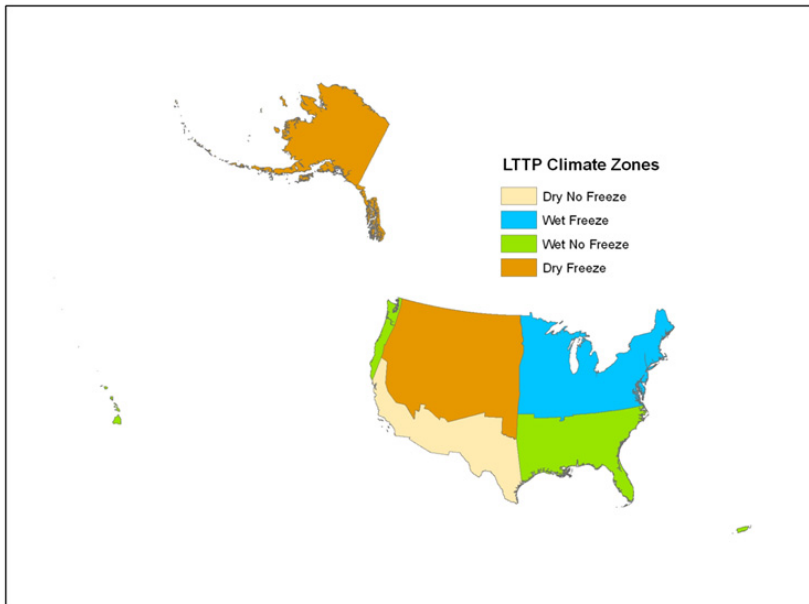 LTTP Climate Zones
Dry No Freeze
Wet Freeze
Wet No Freeze
Dry Freeze